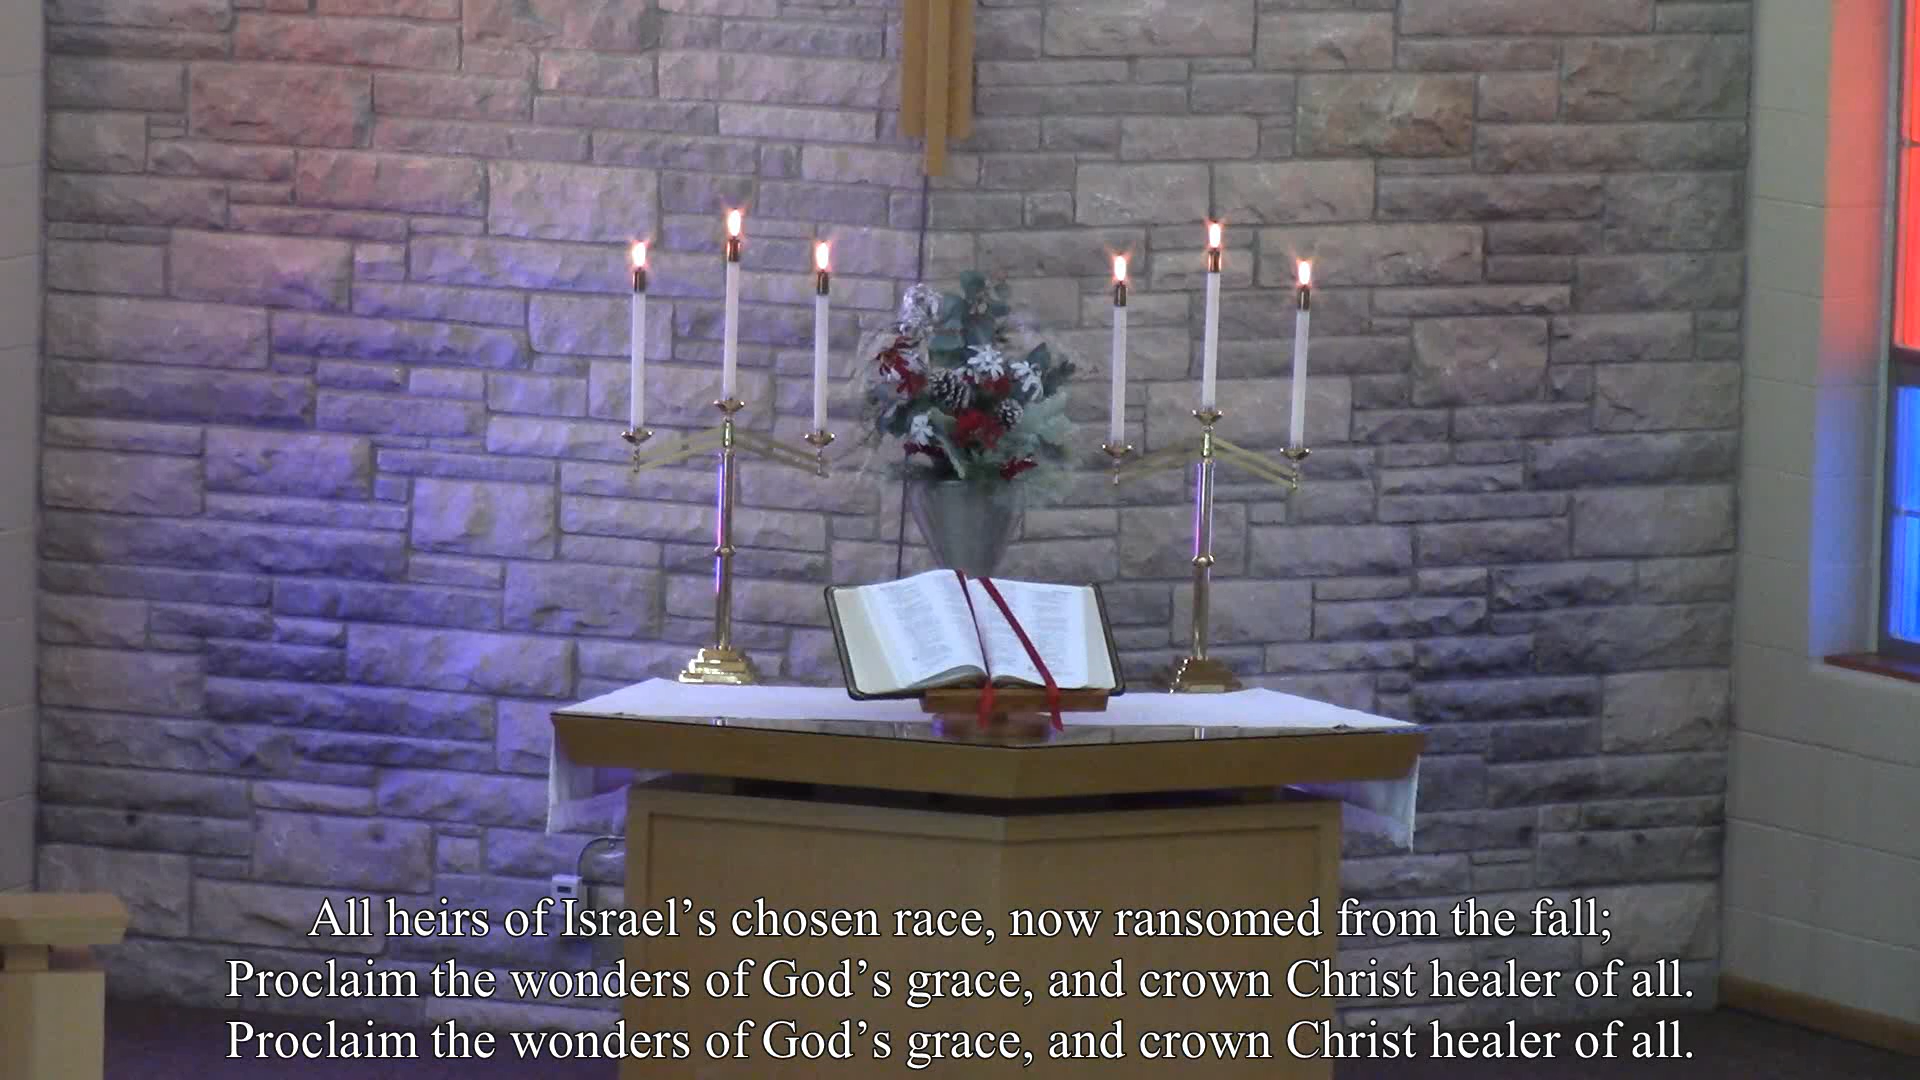 All heirs of Israel’s chosen race, now ransomed from the fall;
Proclaim the wonders of God’s grace, and crown Christ healer of all.
Proclaim the wonders of God’s grace, and crown Christ healer of all.